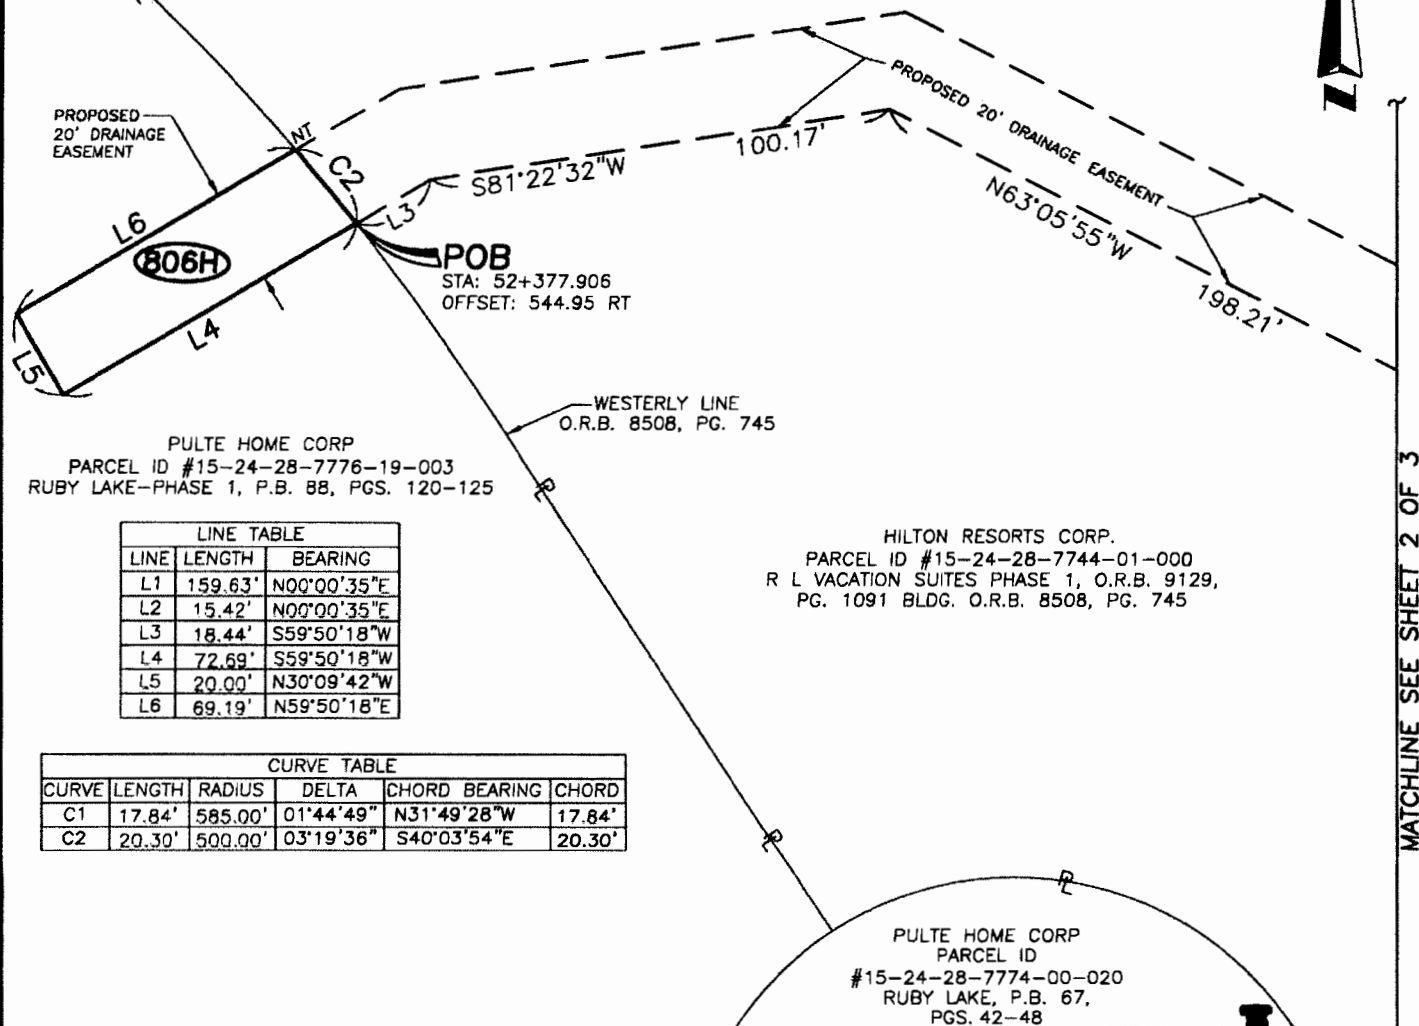 PROPOSED
20' DRAINAGE
EASEMENT
NT
C2
L6
806H
L5
L4
L3
S81°22'32"W
100.17'
PROPOSED 20' DRAINAGE EASEMENT
N63°05'55"W
198.21'
POB
STA: 52+377.906
OFFSET: 544.95 RT
WESTERLY LINE
O.R.B. 8508, PG. 745
PL
PULTE HOME CORP
PARCEL ID #15-24-28-7776-19-003
RUBY LAKE-PHASE 1, P.B. 88, PGS. 120-125
HILTON RESORTS CORP.
PARCEL ID #15-24-28-7744-01-000
R L VACATION SUITES PHASE 1, O.R.B. 9129,
PG. 1091 BLDG. O.R.B. 8508, PG. 745
MATCHLINE SEE SHEET 2 OF 3
LINE TABLE
LINE LENGTH BEARING
L1 159.63' N00°00'35"E
L2 15.42' N00°00'35"E
L3 18.44' S59°50'18"W
L4 72.69' S59°50'18"W
L5 20.00' N30°09'42"W
L6 69.19' N59°50'18"E
CURVE TABLE
CURVE LENGTH RADIUS DELTA CHORD BEARING CHORD
C1 17.84' 585.00' 01°44'49" N31°49'28"W 17.84'
C2 20.30' 500.00' 03°19'36" S40°03'54"E 20.30'
PL
PL
PULTE HOME CORP
PARCEL ID
#15-24-28-7774-00-020
RUBY LAKE, P.B. 67,
PGS. 42-48